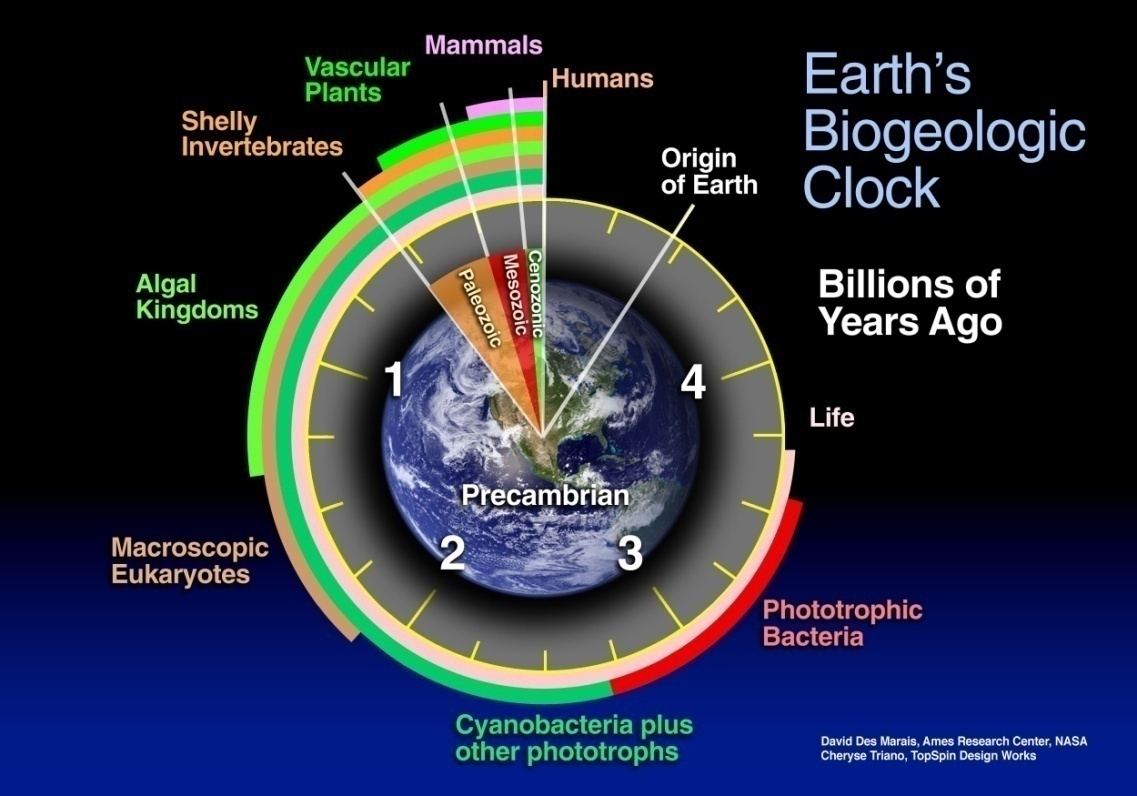 Earth's
Biogeologic
Clock
Billions of
Years Ago
Mammals
Humans
Vascular
Plants
Shelly
Invertebrates
Origin
of Earth
Algal
Kingdoms
Paleozoic
Mesozoic
Cenozonic
1
4
Life
Precambrian
2
3
Macroscopic
Eukaryotes
Phototrophic
Bacteria
Cyanobacteria plus
other phototrophs
David Des Marais, Ames Research Center, NASA
Cheryse Triano, TopSpin Design Works